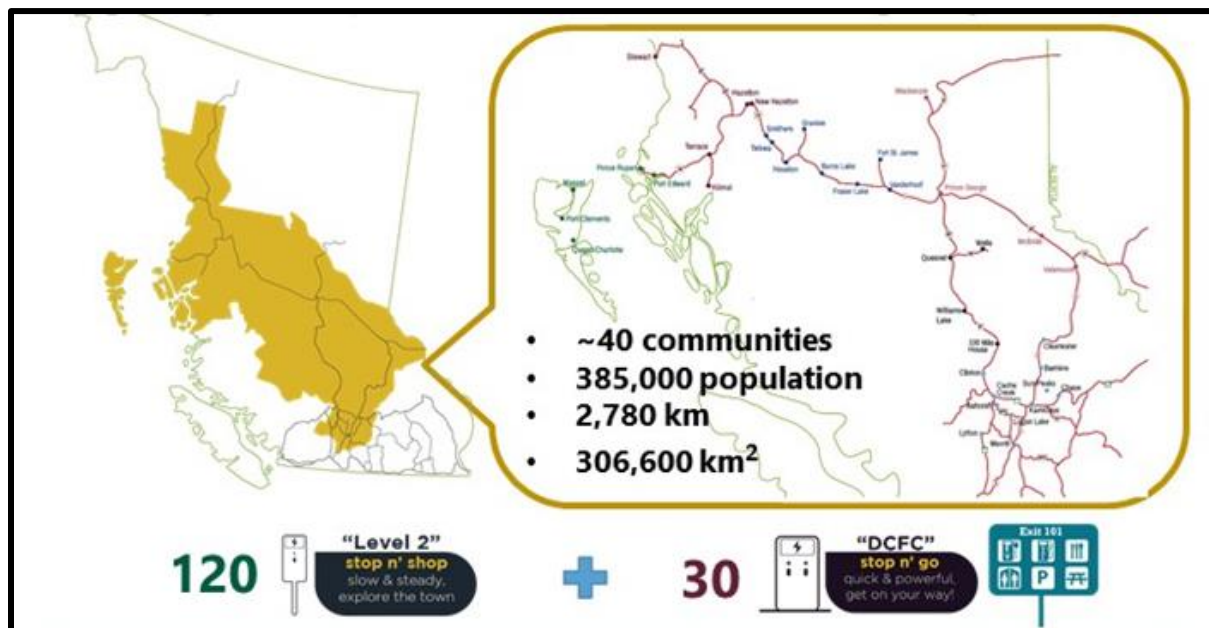 Stewart
Hazelton
New Hazelton
Mackenzie
Smithers
Granisle
Telkwa
Terrace
Houston
Burns Lake
Fort St. James
Prince Rupert
Port Edward
Kitimat
Fraser Lake
Vanderhoof
Prince George
ALBERTA
Masset
Port Clements
Queen Charlotte
McBride
Wells
Quesnel
Valemount
Williams
Lake
100 Mile
House
Clearwater
Clinton
Barriere
Cache
Creek
Sun Peaks
Chase
Ashcroft
Kamloops
Logan Lake
Lytton
Merritt
• ~40 communities
• 385,000 population
• 2,780 km
• 306,600 km²
120
"Level 2"
stop n' shop
slow & steady,
explore the town
30
"DCFC"
stop n' go
quick & powerful,
get on your way!
Exit 101
P